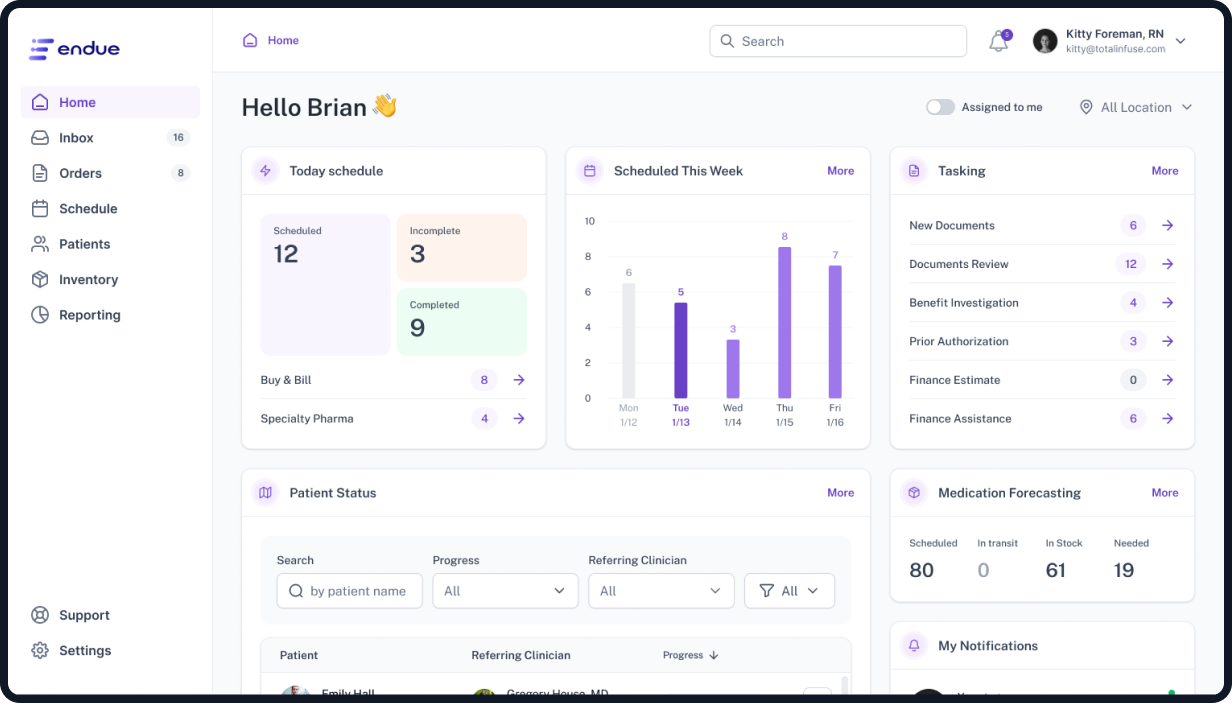 endue
Home
Search
5
Kitty Foreman, RN
kitty@totalinfuse.com
Home
Inbox 16
Orders 8
Schedule
Patients
Inventory
Reporting
Support
Settings
Hello Brian 👋
Assigned to me
All Location
Today schedule
Scheduled
12
Incomplete
3
Completed
9
Buy & Bill 8
Specialty Pharma 4
Scheduled This Week More
10
8
6
4
2
0
6
5
3
8
7
Mon Tue Wed Thu Fri
1/12 1/13 1/14 1/15 1/16
Tasking More
New Documents 6
Documents Review 12
Benefit Investigation 4
Prior Authorization 3
Finance Estimate 0
Finance Assistance 6
Patient Status More
Search Progress Referring Clinician
by patient name All All All
Patient Referring Clinician Progress
Emily Hall Gregory House, MD
Medication Forecasting More
Scheduled In transit In Stock Needed
80 0 61 19
My Notifications